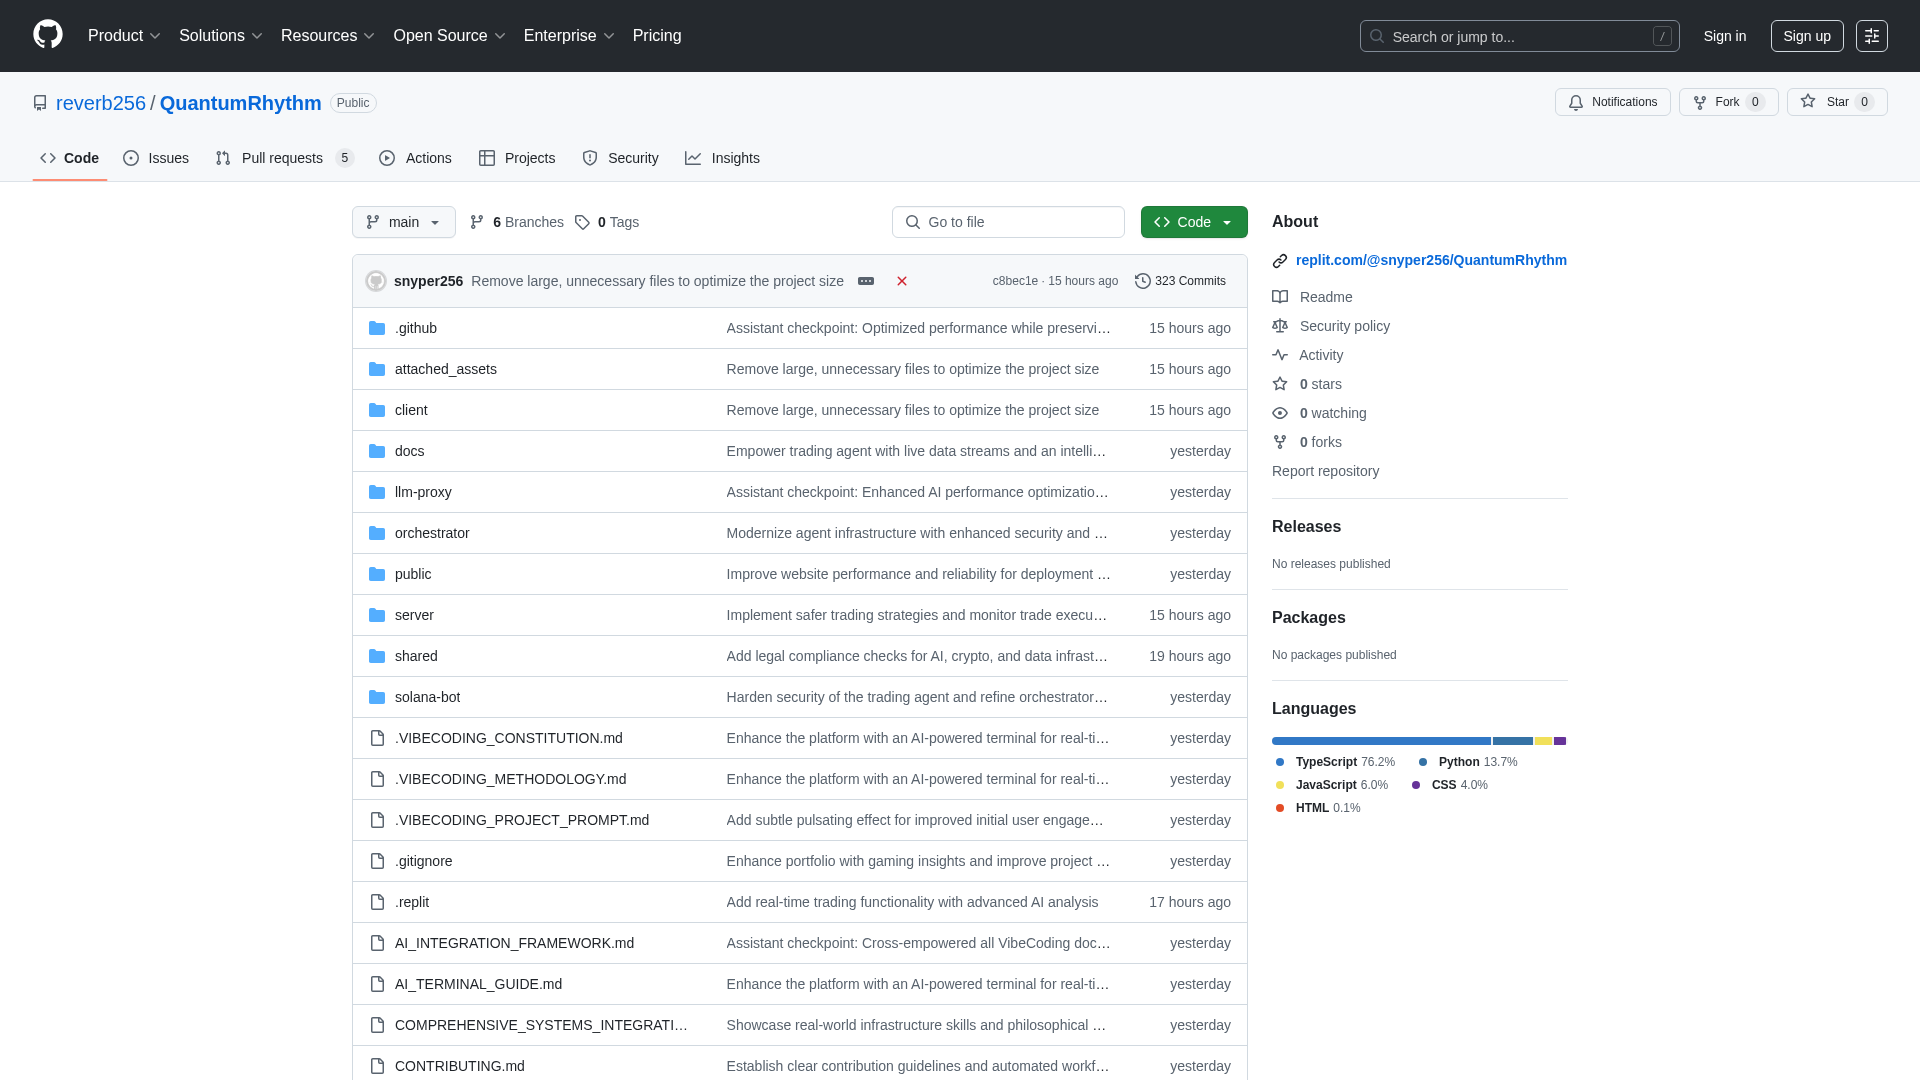 Product Solutions Resources Open Source Enterprise Pricing Search or jump to... / Sign in Sign up
reverb256 / QuantumRhythm Public Notifications Fork 0 Star 0
Code Issues Pull requests 5 Actions Projects Security Insights
main 6 Branches 0 Tags Go to file Code
snyper256 Remove large, unnecessary files to optimize the project size c8bec1e · 15 hours ago 323 Commits
.github Assistant checkpoint: Optimized performance while preservi… 15 hours ago
attached_assets Remove large, unnecessary files to optimize the project size 15 hours ago
client Remove large, unnecessary files to optimize the project size 15 hours ago
docs Empower trading agent with live data streams and an intelli… yesterday
llm-proxy Assistant checkpoint: Enhanced AI performance optimizatio… yesterday
orchestrator Modernize agent infrastructure with enhanced security and … yesterday
public Improve website performance and reliability for deployment … yesterday
server Implement safer trading strategies and monitor trade execu… 15 hours ago
shared Add legal compliance checks for AI, crypto, and data infrast… 19 hours ago
solana-bot Harden security of the trading agent and refine orchestrator… yesterday
.VIBECODING_CONSTITUTION.md Enhance the platform with an AI-powered terminal for real-ti… yesterday
.VIBECODING_METHODOLOGY.md Enhance the platform with an AI-powered terminal for real-ti… yesterday
.VIBECODING_PROJECT_PROMPT.md Add subtle pulsating effect for improved initial user engage… yesterday
.gitignore Enhance portfolio with gaming insights and improve project … yesterday
.replit Add real-time trading functionality with advanced AI analysis 17 hours ago
AI_INTEGRATION_FRAMEWORK.md Assistant checkpoint: Cross-empowered all VibeCoding doc… yesterday
AI_TERMINAL_GUIDE.md Enhance the platform with an AI-powered terminal for real-ti… yesterday
COMPREHENSIVE_SYSTEMS_INTEGRATI… Showcase real-world infrastructure skills and philosophical … yesterday
CONTRIBUTING.md Establish clear contribution guidelines and automated workf… yesterday
About
replit.com/@snyper256/QuantumRhythm
Readme
Security policy
Activity
0 stars
0 watching
0 forks
Report repository
Releases
No releases published
Packages
No packages published
Languages
TypeScript 76.2% Python 13.7%
JavaScript 6.0% CSS 4.0%
HTML 0.1%